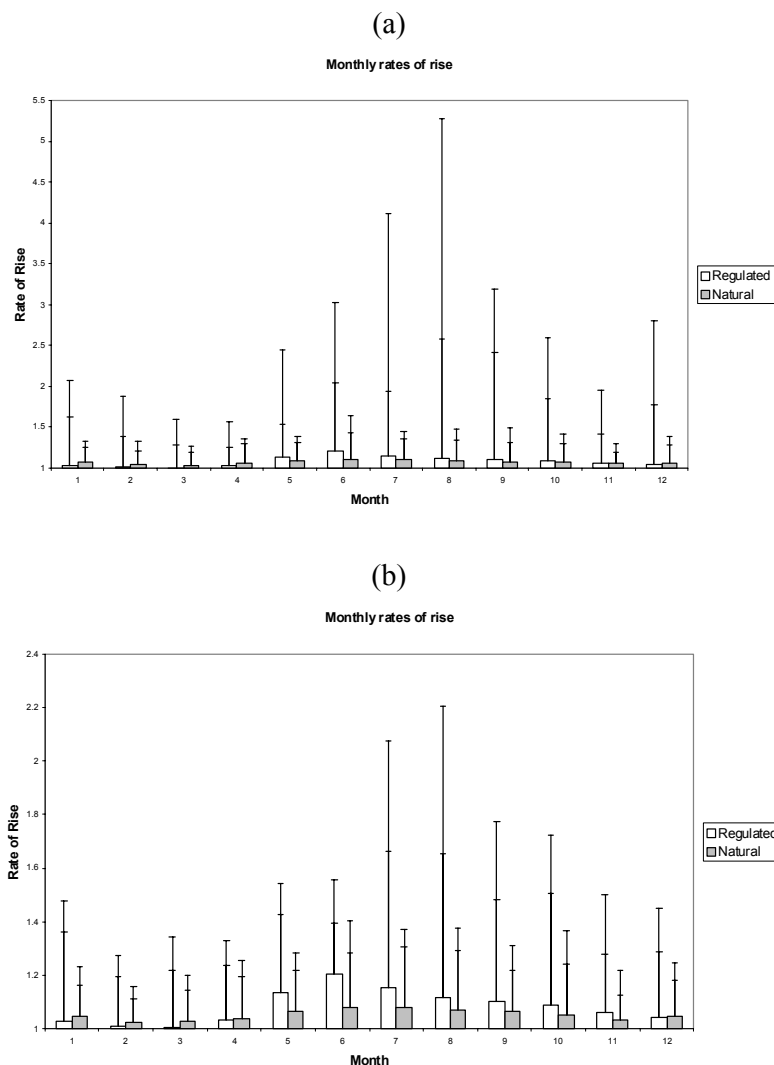 (a)
Monthly rates of rise
5.5
5
4.5
4
3.5
3
2.5
2
1.5
1
Rate of Rise
1 2 3 4 5 6 7 8 9 10 11 12
Month
Regulated
Natural
(b)
Monthly rates of rise
2.4
2.2
2
1.8
1.6
1.4
1.2
1
Rate of Rise
1 2 3 4 5 6 7 8 9 10 11 12
Month
Regulated
Natural